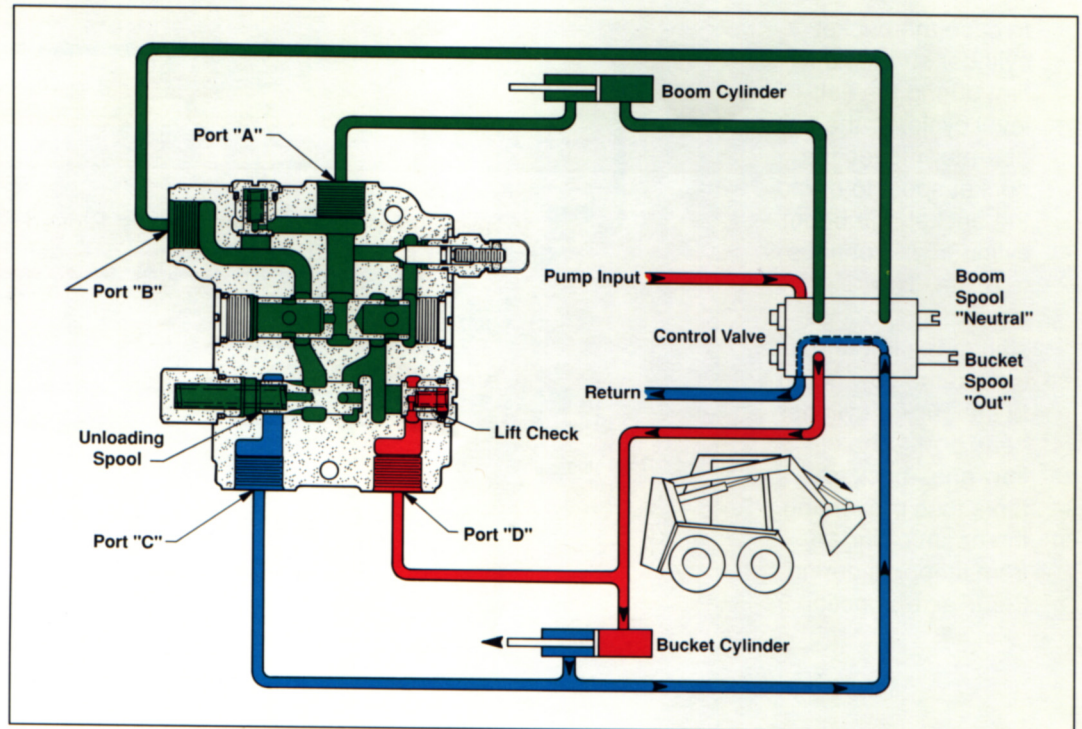 Boom Cylinder
Port "A"
Pump Input
Boom
Spool
"Neutral"
Port "B"
Control Valve
Bucket
Spool
"Out"
Return
Unloading
Spool
Lift Check
Port "C"
Port "D"
Bucket Cylinder